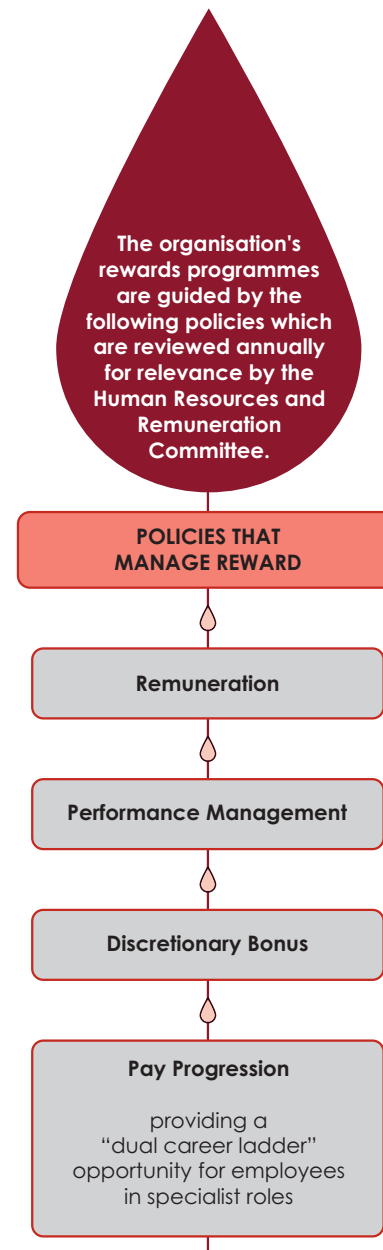 The organisation's
rewards programmes
are guided by the
following policies which
are reviewed annually
for relevance by the
Human Resources and
Remuneration
Committee.
POLICIES THAT
MANAGE REWARD
Remuneration
Performance Management
Discretionary Bonus
Pay Progression
providing a
“dual career ladder”
opportunity for employees
in specialist roles